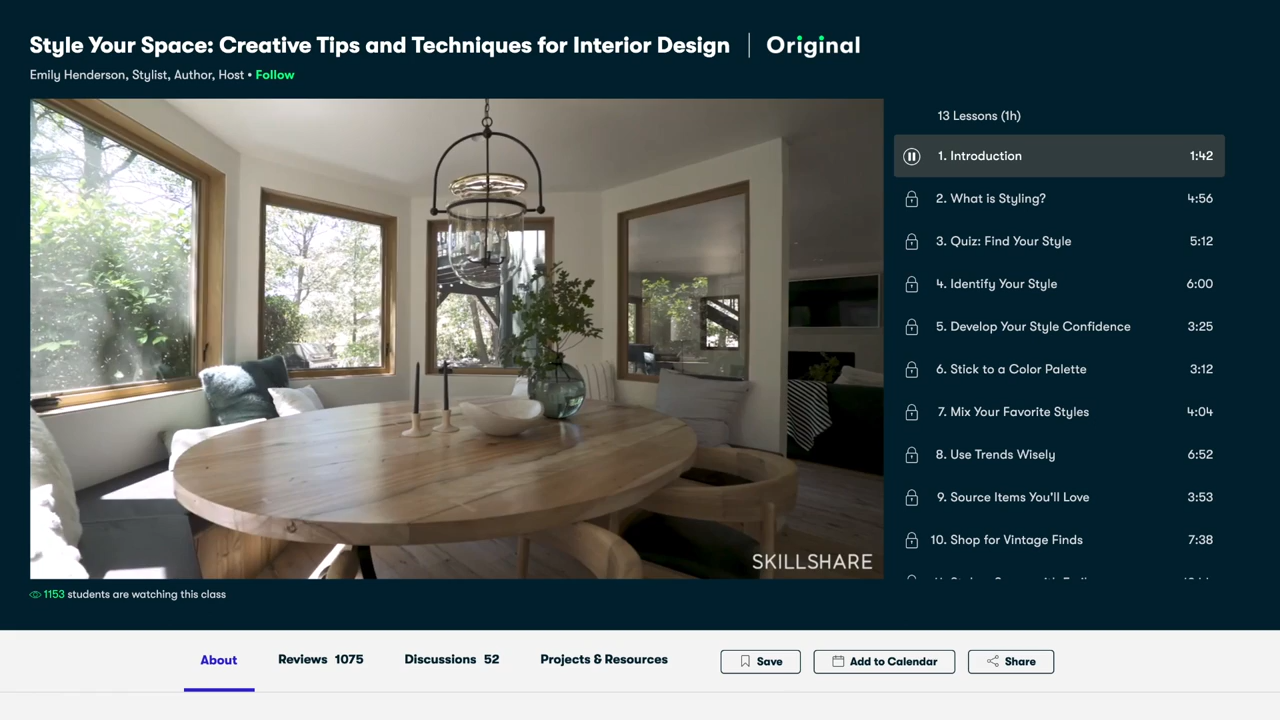 Style Your Space: Creative Tips and Techniques for Interior Design | Original
Emily Henderson, Stylist, Author, Host • Follow
13 Lessons (1h)
1. Introduction 1:42
2. What is Styling? 4:56
3. Quiz: Find Your Style 5:12
4. Identify Your Style 6:00
5. Develop Your Style Confidence 3:25
6. Stick to a Color Palette 3:12
7. Mix Your Favorite Styles 4:04
8. Use Trends Wisely 6:52
9. Source Items You'll Love 3:53
10. Shop for Vintage Finds 7:38
SKILLSHARE
1153 students are watching this class
About Reviews 1075 Discussions 52 Projects & Resources Save Add to Calendar Share